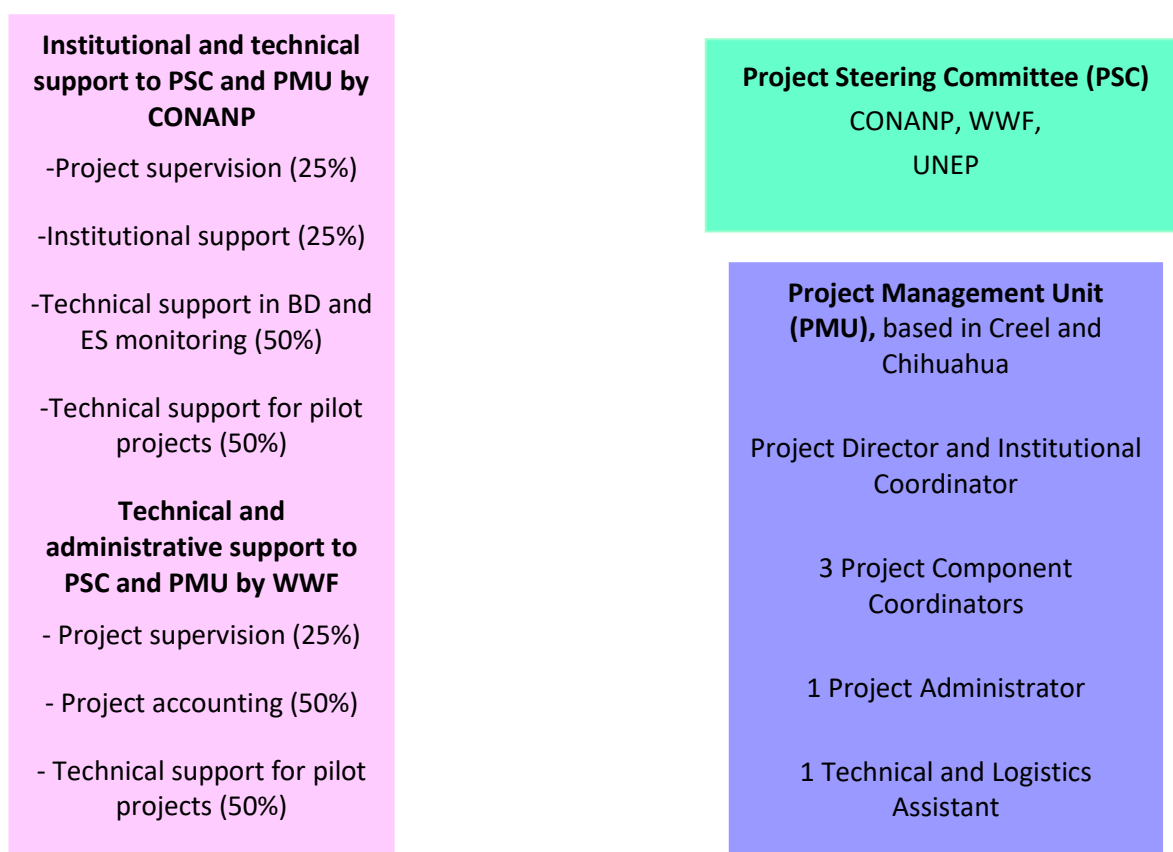 Institutional and technical
support to PSC and PMU by
CONANP
-Project supervision (25%)
-Institutional support (25%)
-Technical support in BD and
ES monitoring (50%)
-Technical support for pilot
projects (50%)
Technical and
administrative support to
PSC and PMU by WWF
- Project supervision (25%)
- Project accounting (50%)
- Technical support for pilot
projects (50%)
Project Steering Committee (PSC)
CONANP, WWF,
UNEP
Project Management Unit
(PMU), based in Creel and
Chihuahua
Project Director and Institutional
Coordinator
3 Project Component
Coordinators
1 Project Administrator
1 Technical and Logistics
Assistant